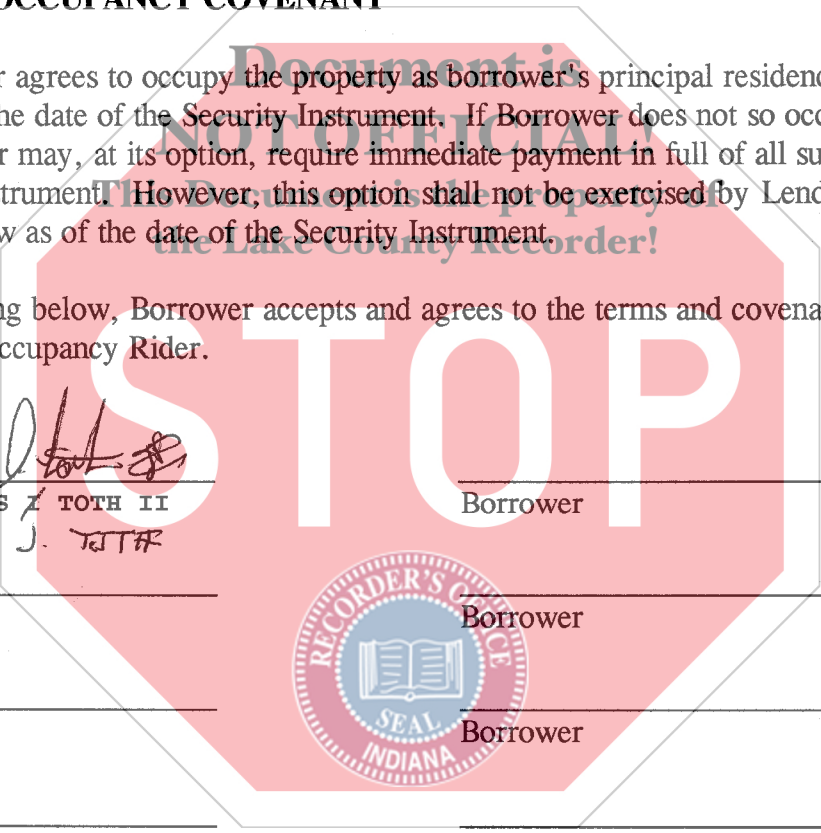 OCCUPANCY COVENANT
Document is
r agrees to occupy the property as borrower's principal residenc
he date of the Security Instrument. If Borrower does not so occ
NOT OFFICIAL!
r may, at its option, require immediate payment in full of all su
strument. However, this option shall not be exercised by Lend
This Document is the property of
w as of the date of the Security Instrument.
the Lake County Recorder!
ng below, Borrower accepts and agrees to the terms and covena
ccupancy Rider.
STOP
S I TOTH II
Borrower
J. TOTH
Borrower
Borrower
RECORDER'S OFFICE
SEAL
INDIANA